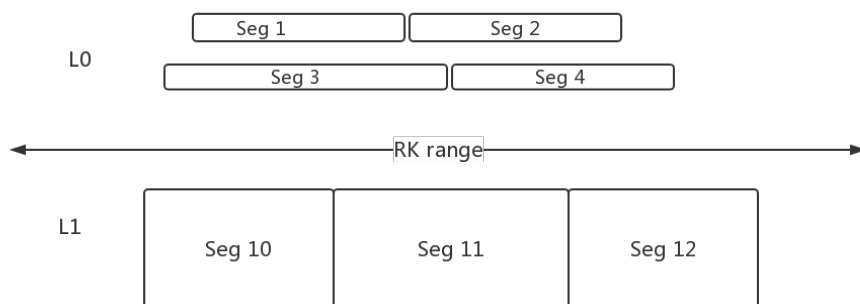 Seg 1
Seg 2
L0
Seg 3
Seg 4
RK range
L1
Seg 10
Seg 11
Seg 12